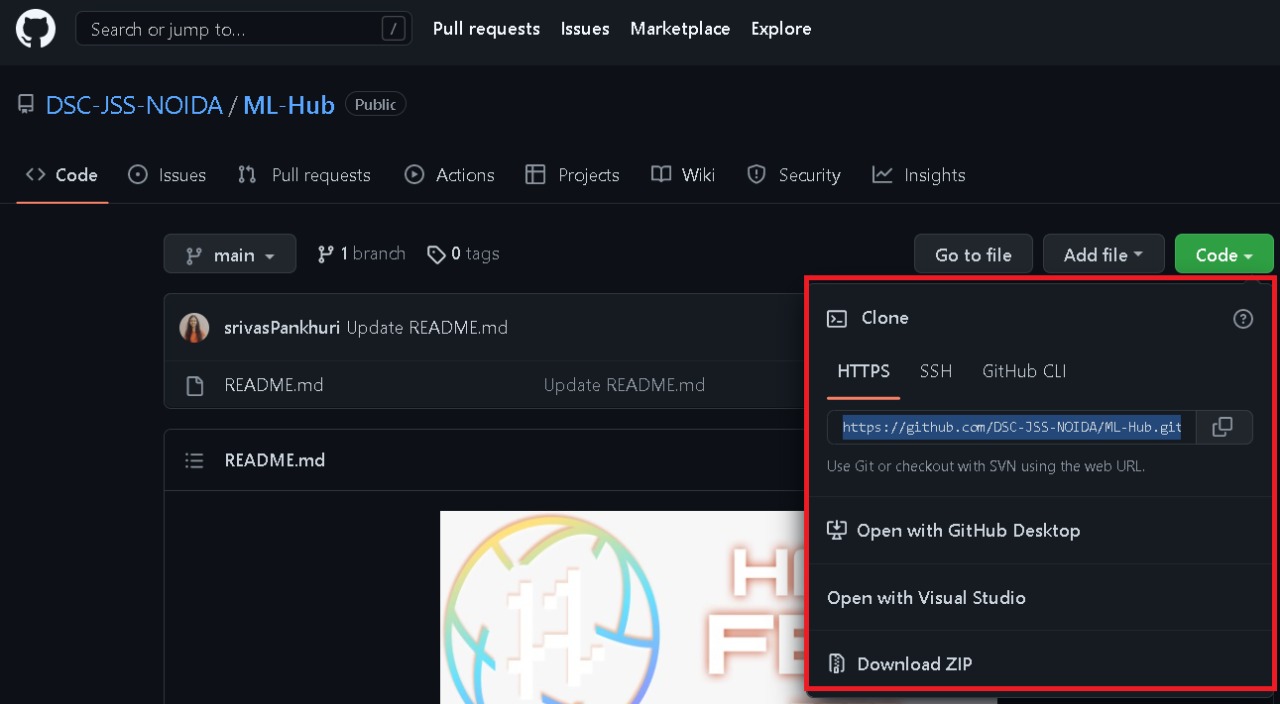 Search or jump to... /
Pull requests Issues Marketplace Explore
DSC-JSS-NOIDA / ML-Hub Public
Code Issues Pull requests Actions Projects Wiki Security Insights
main 1 branch 0 tags Go to file Add file Code
srivasPankhuri Update README.md
README.md Update README.md
README.md
Clone
HTTPS SSH GitHub CLI
https://github.com/DSC-JSS-NOIDA/ML-Hub.git
Use Git or checkout with SVN using the web URL.
Open with GitHub Desktop
Open with Visual Studio
Download ZIP